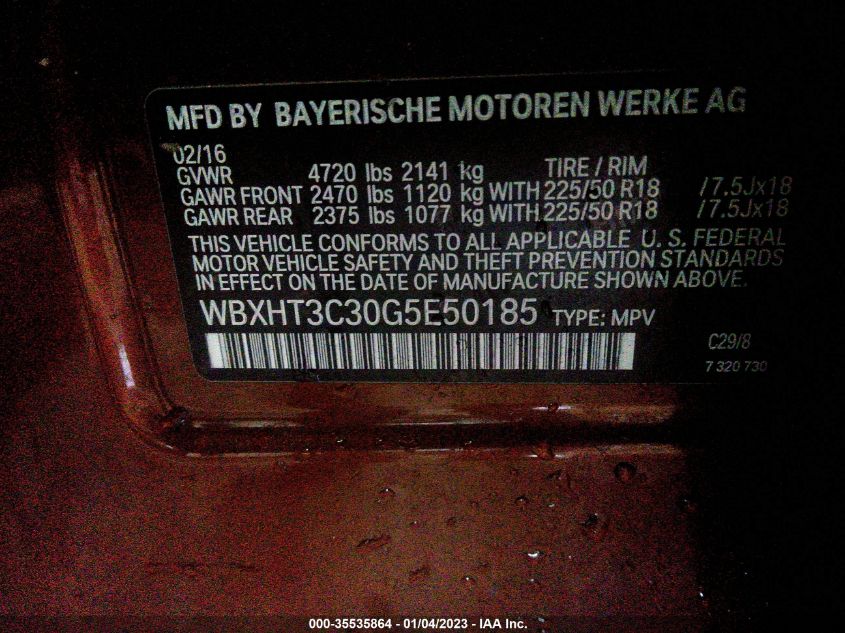 MFD BY BAYERISCHE MOTOREN WERKE AG
02/16
GVWR 4720 lbs 2141 kg TIRE / RIM
GAWR FRONT 2470 lbs 1120 kg WITH 225/50 R18 /7.5Jx18
GAWR REAR 2375 lbs 1077 kg WITH 225/50 R18 /7.5Jx18
THIS VEHICLE CONFORMS TO ALL APPLICABLE U. S. FEDERAL
MOTOR VEHICLE SAFETY AND THEFT PREVENTION STANDARDS
IN EFFECT ON THE DATE OF MANUFACTURE SHOWN ABOVE.
WBXHT3C30G5E50185 TYPE: MPV
C29/8
7 320 730
000-35535864 - 01/04/2023 - IAA Inc.